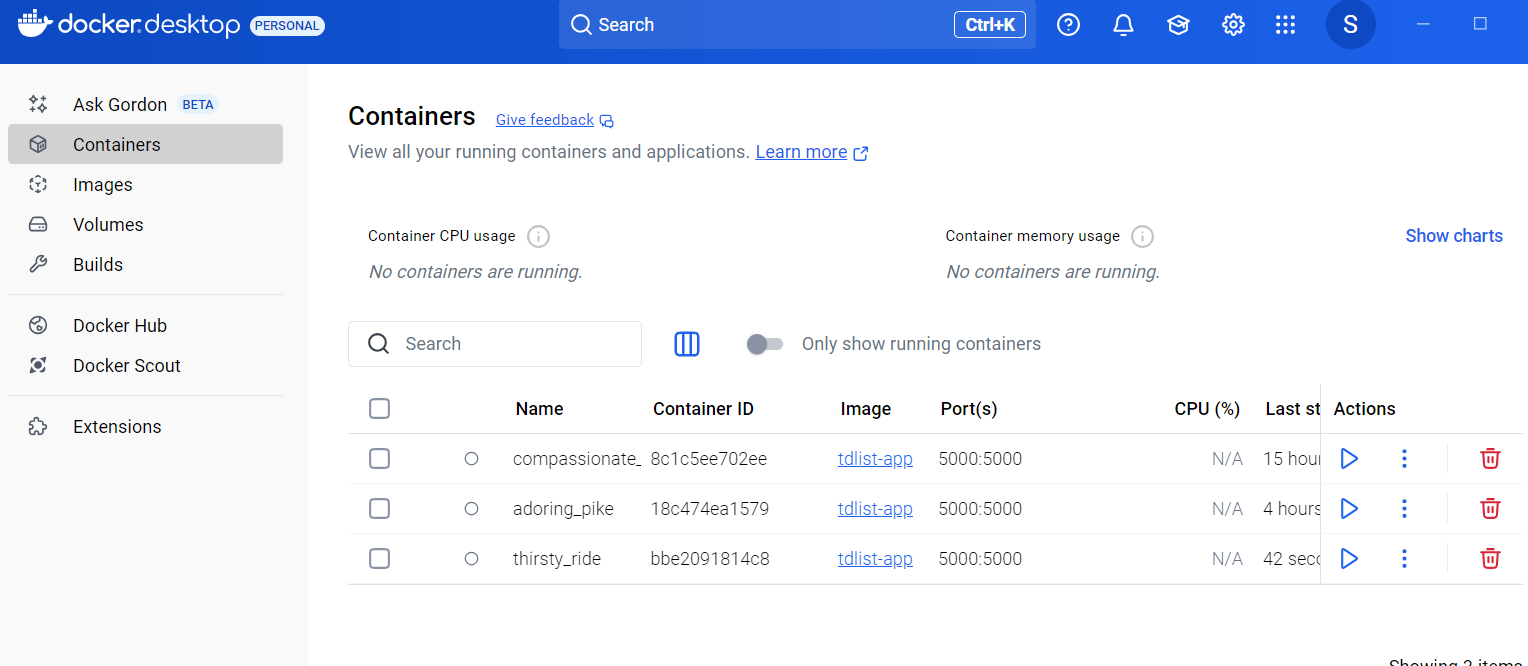 docker.desktop PERSONAL Search Ctrl+K S
Ask Gordon BETA
Containers
Images
Volumes
Builds
Docker Hub
Docker Scout
Extensions
Containers Give feedback
View all your running containers and applications. Learn more
Container CPU usage Container memory usage Show charts
No containers are running. No containers are running.
Search Only show running containers
Name Container ID Image Port(s) CPU (%) Last st Actions
compassionate_ 8c1c5ee702ee tdlist-app 5000:5000 N/A 15 hou
adoring_pike 18c474ea1579 tdlist-app 5000:5000 N/A 4 hours
thirsty_ride bbe2091814c8 tdlist-app 5000:5000 N/A 42 sec
Showing 3 items